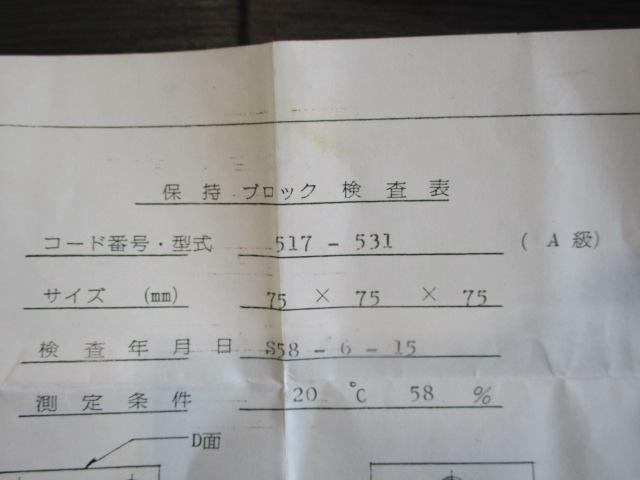 保持ブロック検査表
コード番号・型式 517-531 (A級)
サイズ (mm) 75 × 75 × 75
検査年月日 S58-6-15
測定条件 20 ℃ 58 %
D面